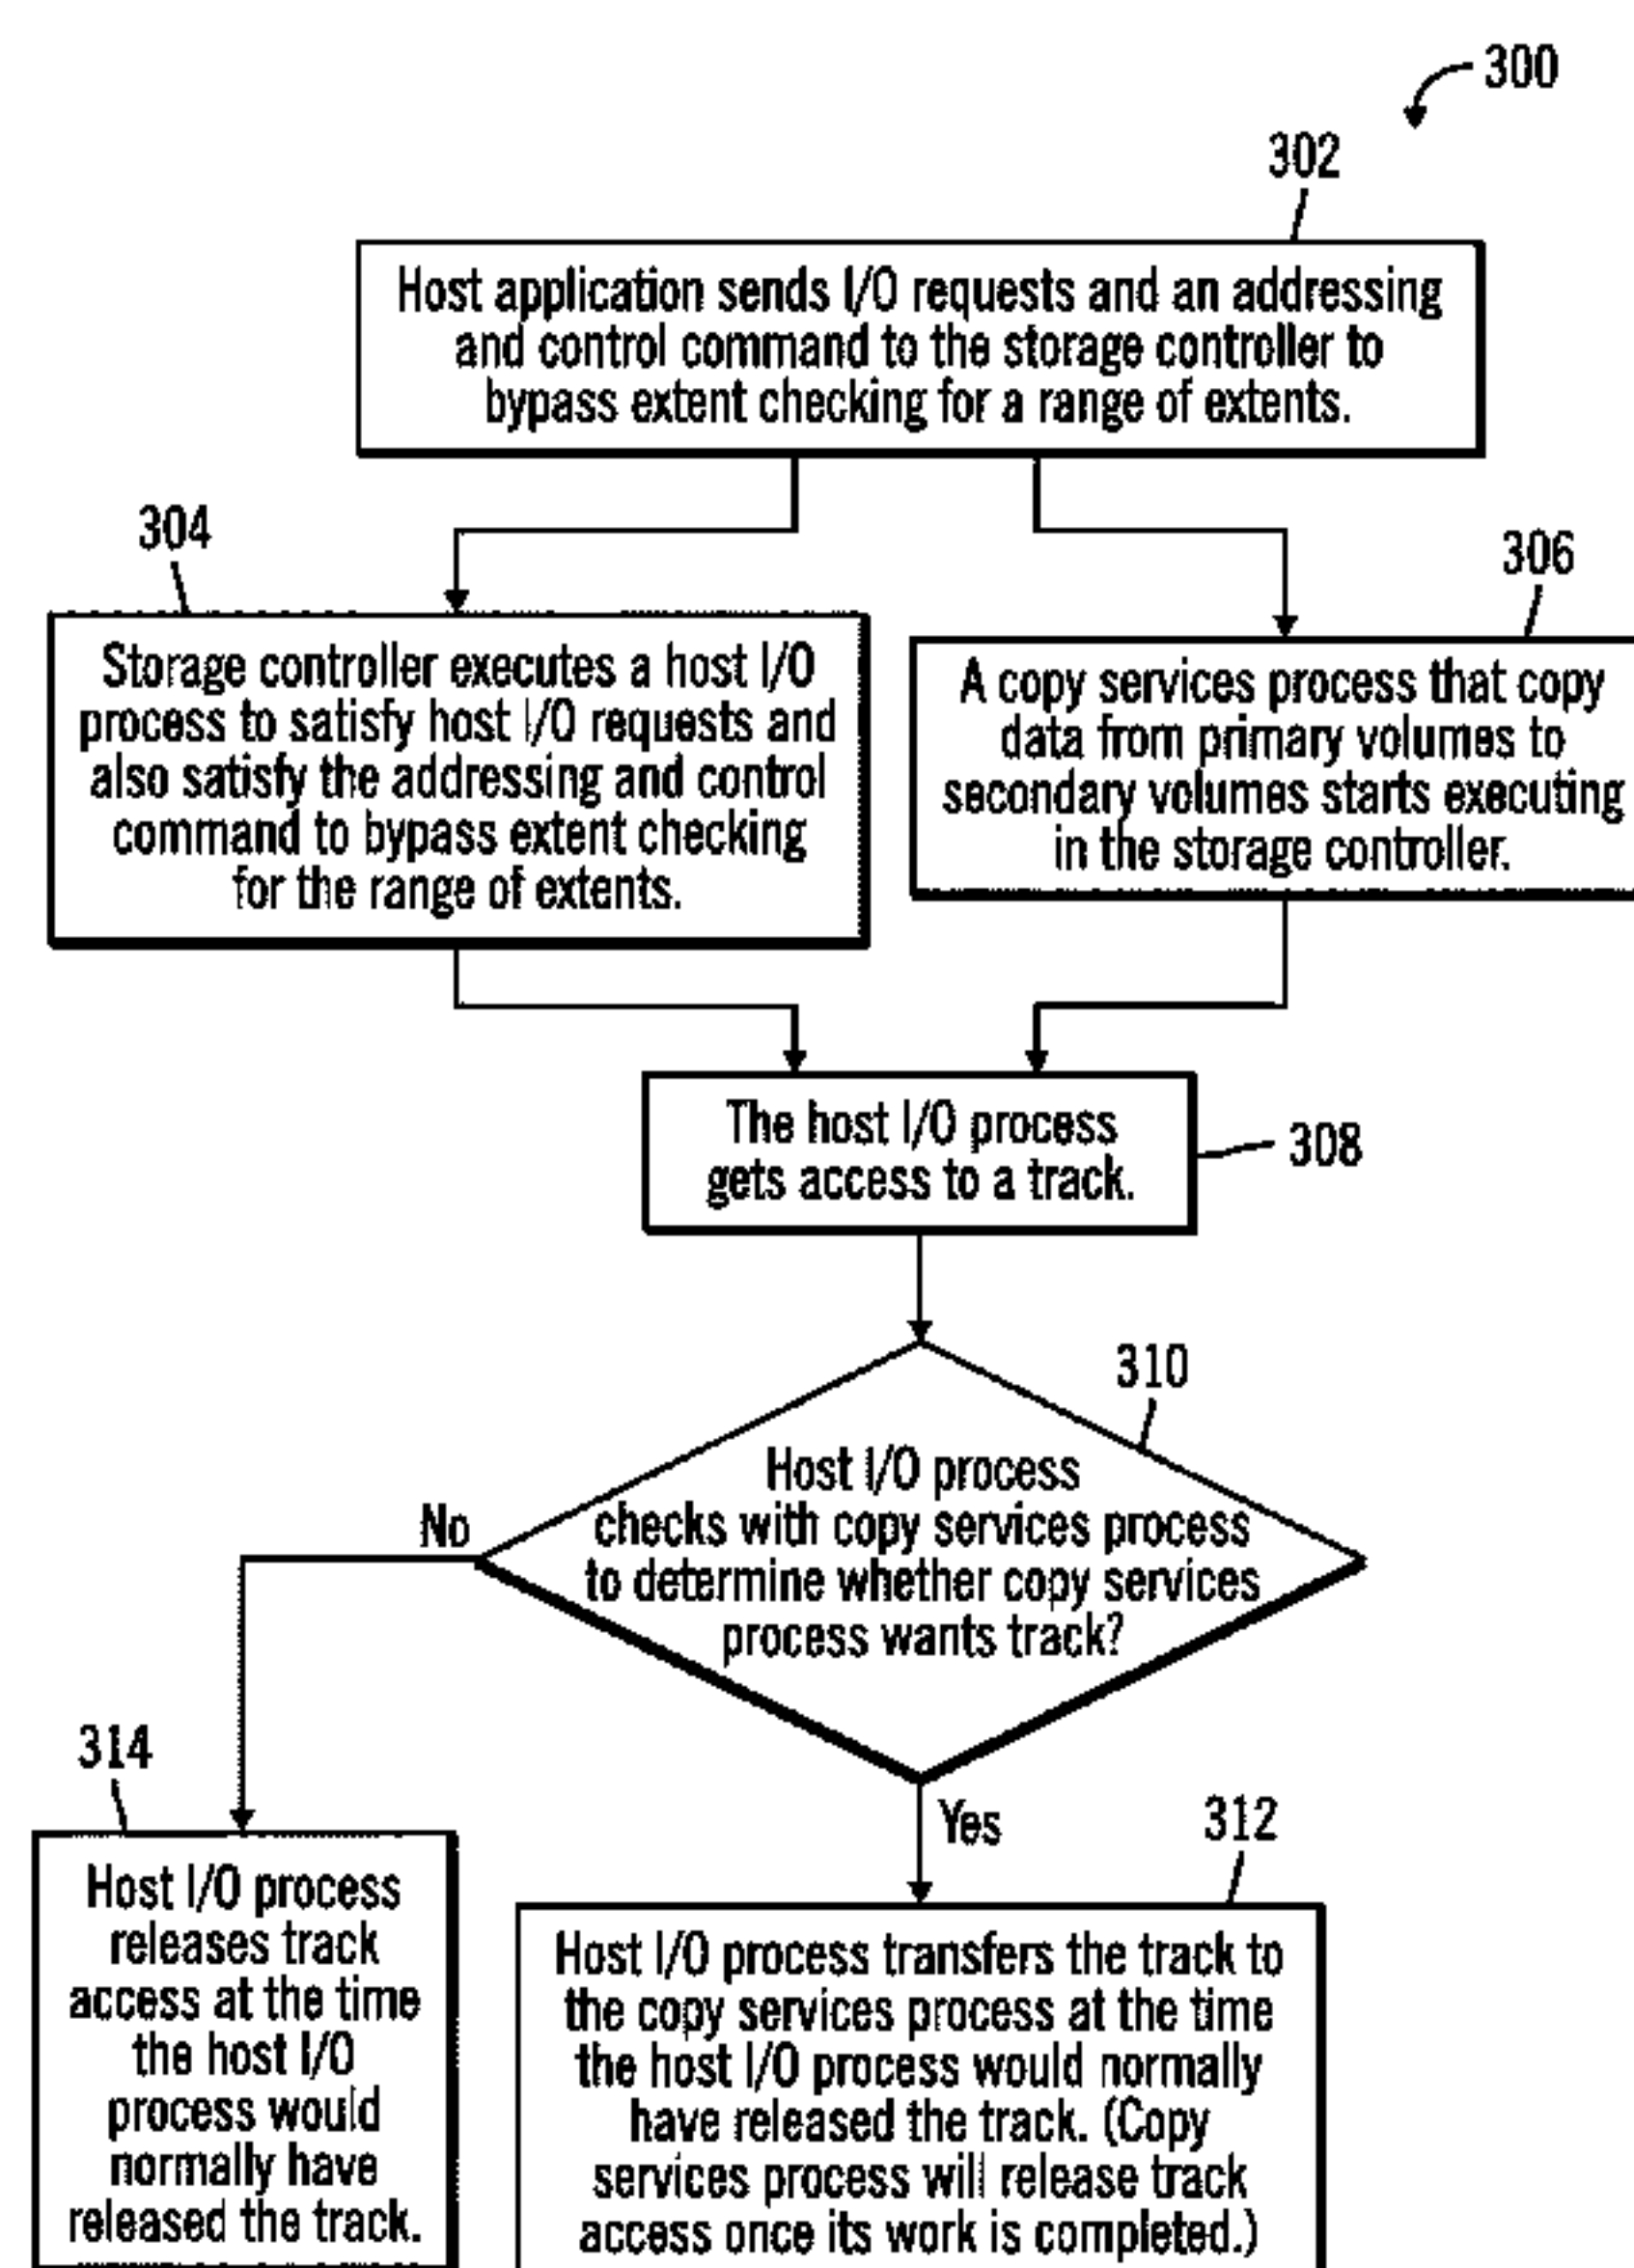 300
302
Host application sends I/O requests and an addressing
and control command to the storage controller to
bypass extent checking for a range of extents.
304
Storage controller executes a host I/O
process to satisfy host I/O requests and
also satisfy the addressing and control
command to bypass extent checking
for the range of extents.
306
A copy services process that copy
data from primary volumes to
secondary volumes starts executing
in the storage controller.
The host I/O process
gets access to a track.
308
310
Host I/O process
checks with copy services process
to determine whether copy services
process wants track?
No
Yes
314
Host I/O process
releases track
access at the time
the host I/O
process would
normally have
released the track.
312
Host I/O process transfers the track to
the copy services process at the time
the host I/O process would normally
have released the track. (Copy
services process will release track
access once its work is completed.)